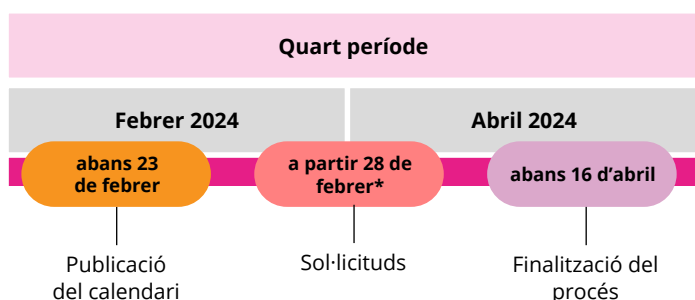 Quart període
Febrer 2024
Abril 2024
abans 23
de febrer
a partir 28 de
febrer*
abans 16 d'abril
Publicació
del calendari
Sol·licituds
Finalització del
procés